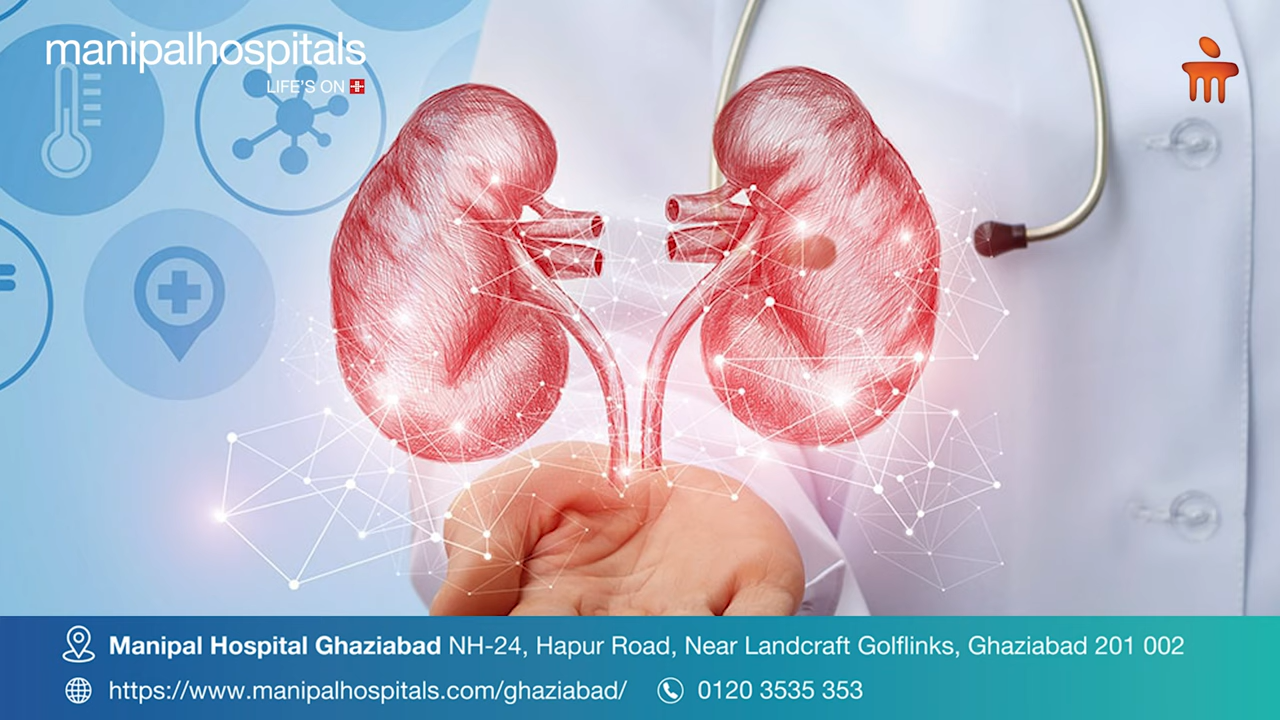 manipalhospitals
LIFE'S ON
Manipal Hospital Ghaziabad NH-24, Hapur Road, Near Landcraft Golflinks, Ghaziabad 201 002
https://www.manipalhospitals.com/ghaziabad/ 0120 3535 353